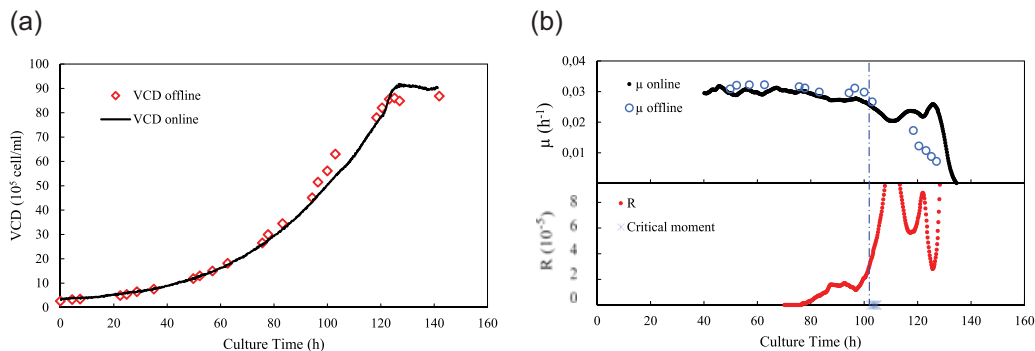 (a)
(b)
100
90
80
70
60
50
40
30
20
10
0
VCD (10⁵ cell/ml)
VCD offline
VCD online
0 20 40 60 80 100 120 140 160
Culture Time (h)
0,04
0,03
0,02
0,01
μ (h⁻¹)
μ online
μ offline
8
6
4
2
0
R (10⁻⁵)
R
Critical moment
0 20 40 60 80 100 120 140 160
Culture Time (h)